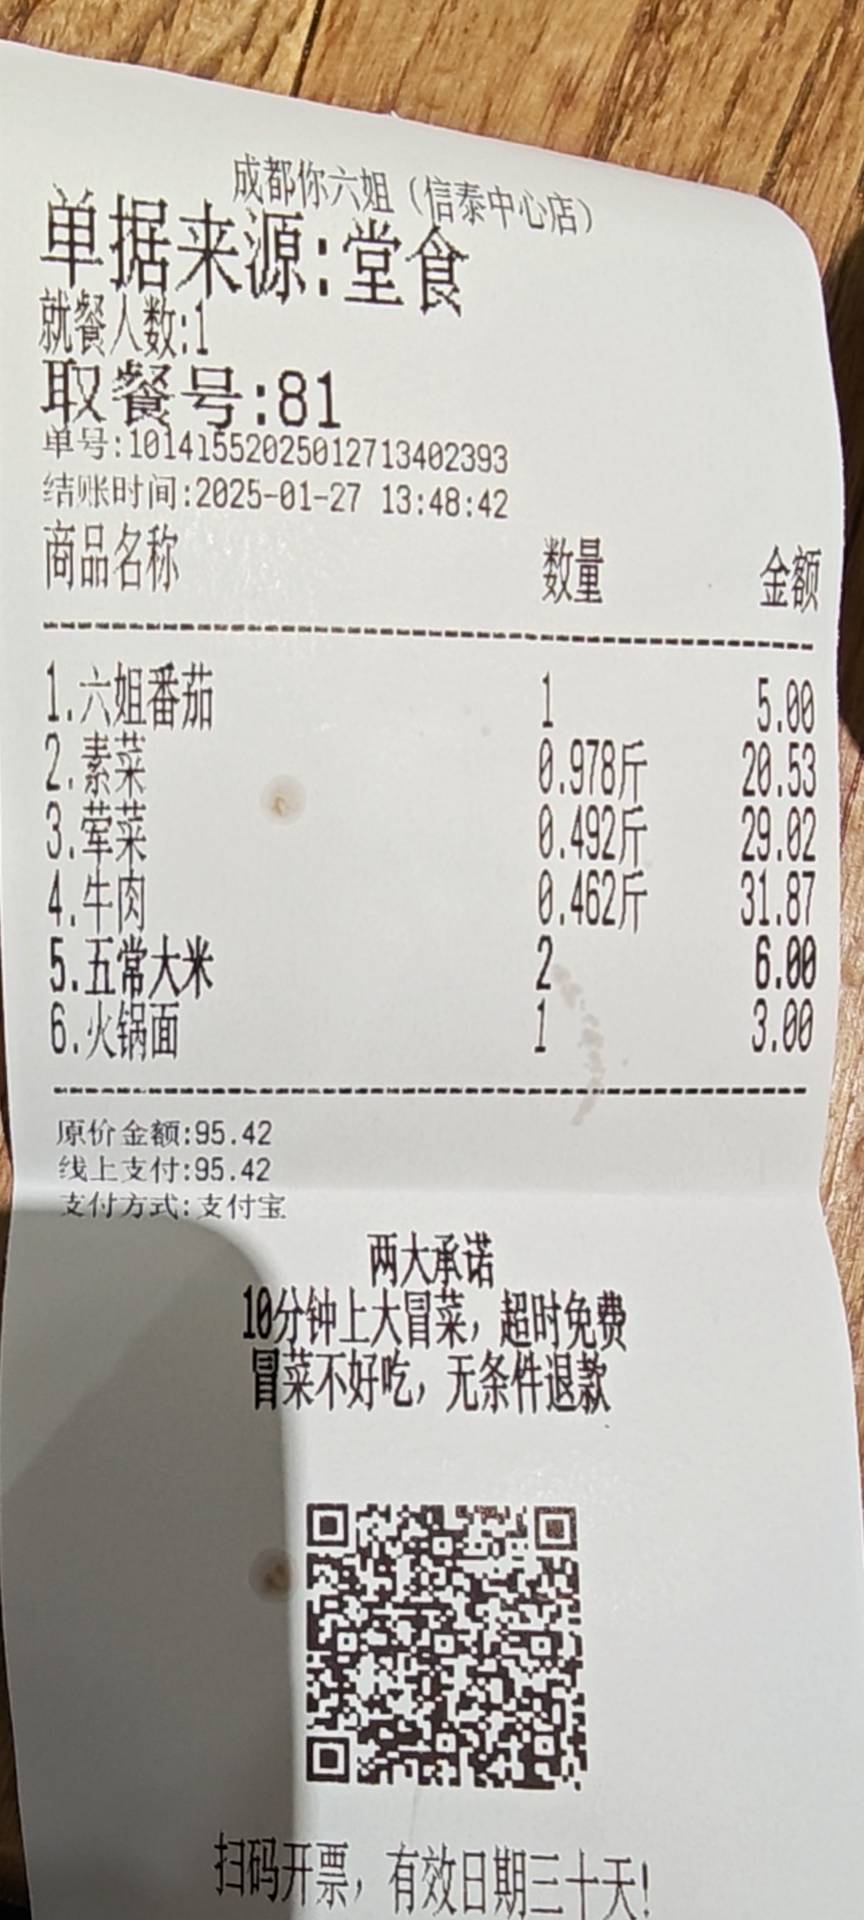 成都你六姐（信泰中心店）
单据来源:堂食
就餐人数:1
取餐号:81
单号:10141552025012713402393
结账时间:2025-01-27 13:48:42
商品名称 数量 金额
1.六姐番茄 1 5.00
2.素菜 0.978斤 20.53
3.荤菜 0.492斤 29.02
4.牛肉 0.462斤 31.87
5.五常大米 2 6.00
6.火锅面 1 3.00
原价金额:95.42
线上支付:95.42
支付方式:支付宝
两大承诺
10分钟上大冒菜，超时免费
冒菜不好吃，无条件退款
扫码开票，有效日期三十天!